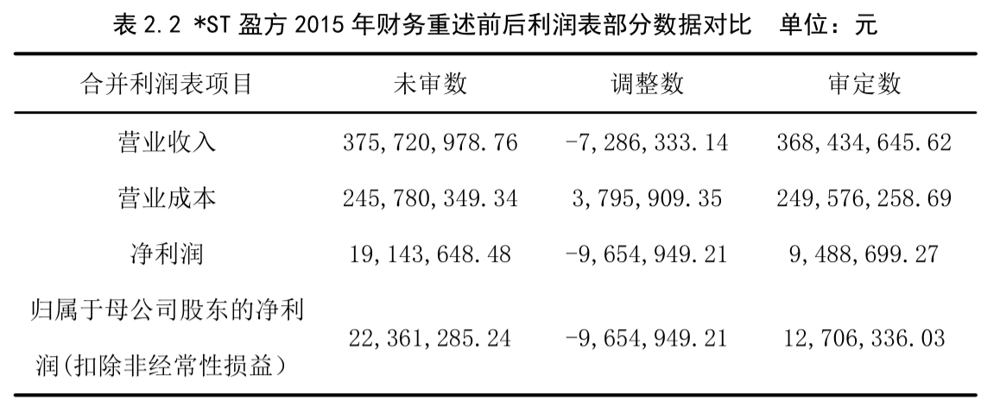 表 2.2 *ST 盈方 2015 年财务重述前后利润表部分数据对比 单位：元
合并利润表项目 未审数 调整数 审定数
营业收入 375,720,978.76 -7,286,333.14 368,434,645.62
营业成本 245,780,349.34 3,795,909.35 249,576,258.69
净利润 19,143,648.48 -9,654,949.21 9,488,699.27
归属于母公司股东的净利
润(扣除非经常性损益） 22,361,285.24 -9,654,949.21 12,706,336.03